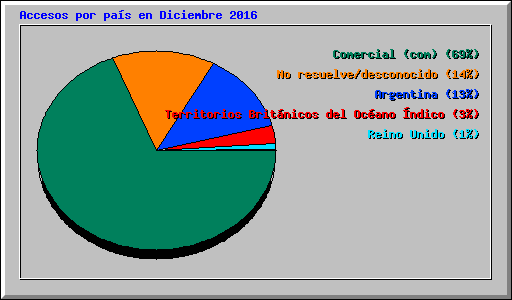 Accesos por país en Diciembre 2016
Comercial (com) (69%)
No resuelve/desconocido (14%)
Argentina (13%)
Territorios Británicos del Océano Índico (3%)
Reino Unido (1%)